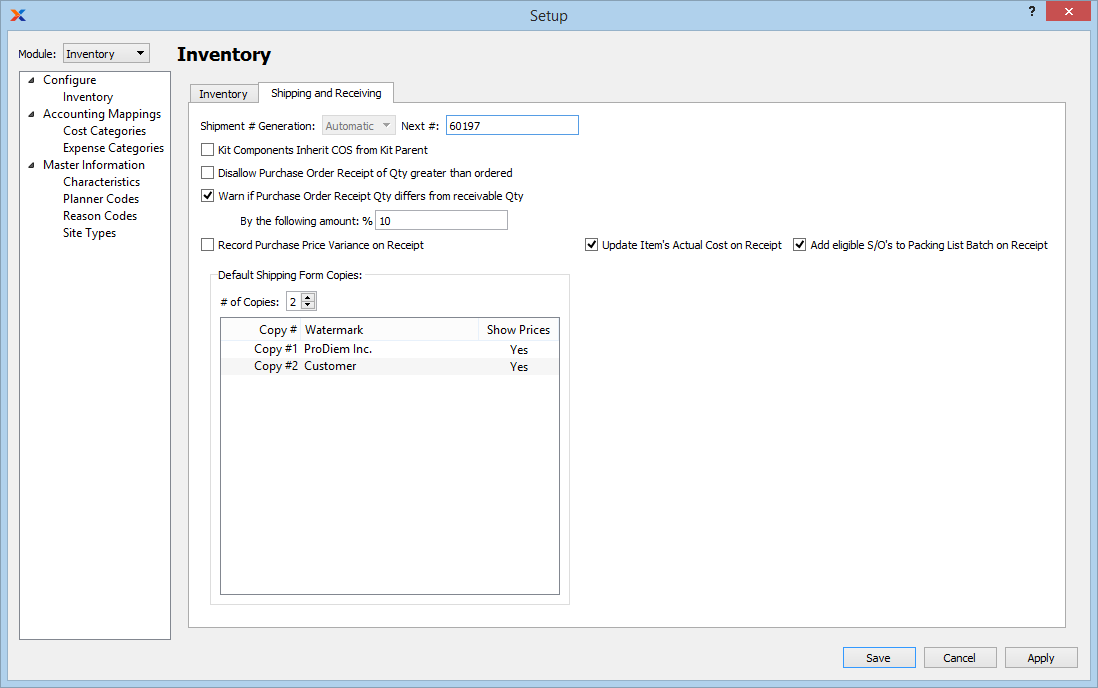 Setup
?
Module: Inventory
Inventory
Configure
Inventory
Accounting Mappings
Cost Categories
Expense Categories
Master Information
Characteristics
Planner Codes
Reason Codes
Site Types
Inventory Shipping and Receiving
Shipment # Generation: Automatic Next #: 60197
Kit Components Inherit COS from Kit Parent
Disallow Purchase Order Receipt of Qty greater than ordered
Warn if Purchase Order Receipt Qty differs from receivable Qty
By the following amount: % 10
Record Purchase Price Variance on Receipt Update Item's Actual Cost on Receipt Add eligible S/O's to Packing List Batch on Receipt
Default Shipping Form Copies:
# of Copies: 2
Copy # Watermark Show Prices
Copy #1 ProDiem Inc. Yes
Copy #2 Customer Yes
Save Cancel Apply